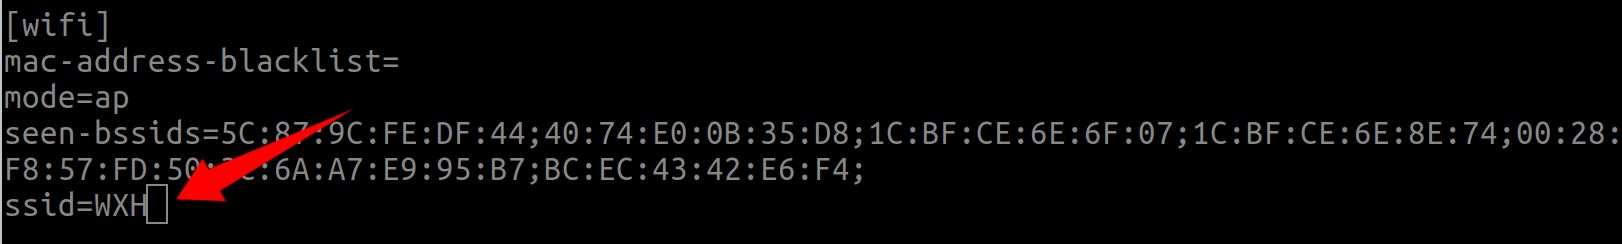 [wifi]
mac-address-blacklist=
mode=ap
seen-bssids=5C:87:9C:FE:DF:44;40:74:E0:0B:35:D8;1C:BF:CE:6E:6F:07;1C:BF:CE:6E:8E:74;00:28:
F8:57:FD:50; :6A:A7:E9:95:B7;BC:EC:43:42:E6:F4;
ssid=WXH